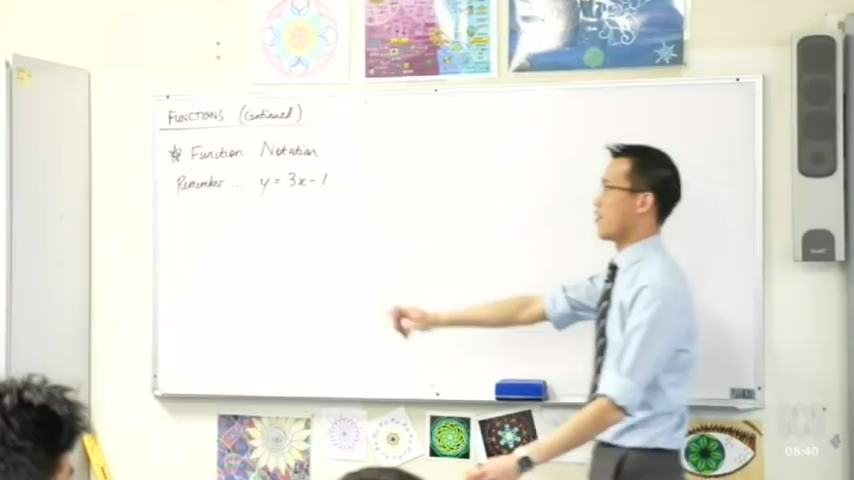 FUNCTIONS (continued)
* Function Notation
Remember ... y = 3x - 1
08:40